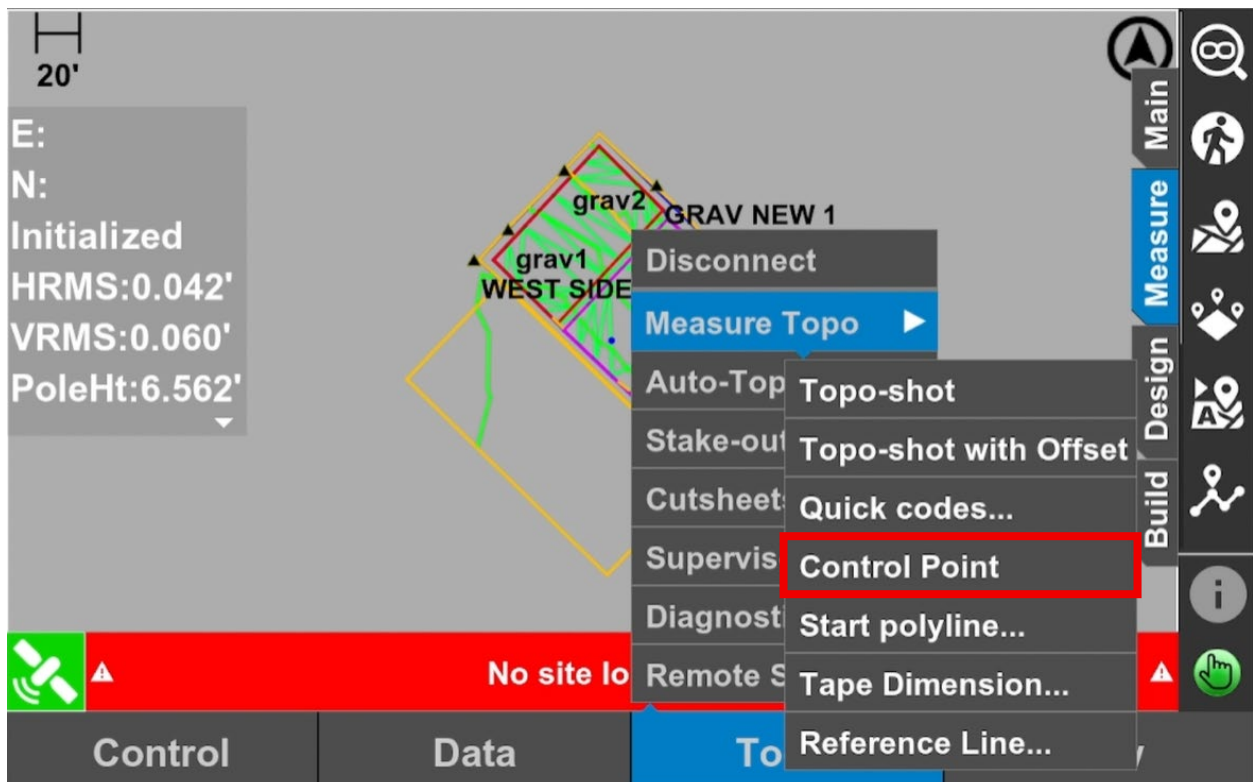 20'
E:
N:
Initialized
HRMS:0.042'
VRMS:0.060'
PoleHt:6.562'
grav2
GRAV NEW 1
grav1
WEST SIDE
Main
Measure
Design
Build
Disconnect
Measure Topo
Auto-Top
Stake-out
Cutsheets
Supervis
Diagnosti
Remote S
Topo-shot
Topo-shot with Offset
Quick codes...
Control Point
Start polyline...
Tape Dimension...
Reference Line...
A
i
No site lo
Control
Data
To